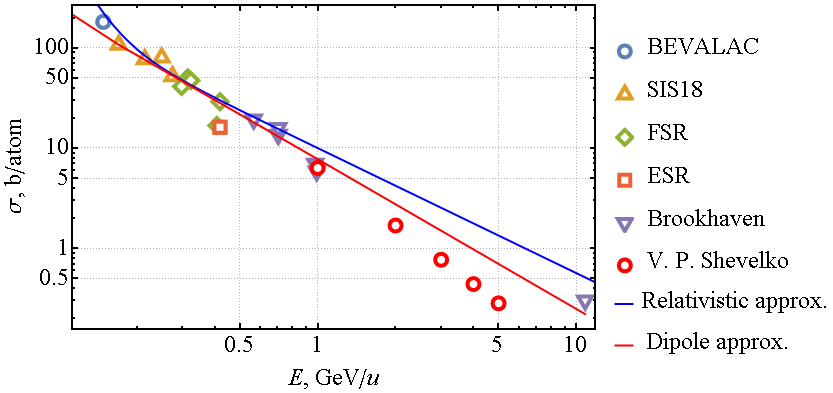 100
50
10
5
1
0.5
σ, b/atom
0.5
1
5
10
E, GeV/u
BEVALAC
SIS18
FSR
ESR
Brookhaven
V. P. Shevelko
Relativistic approx.
Dipole approx.